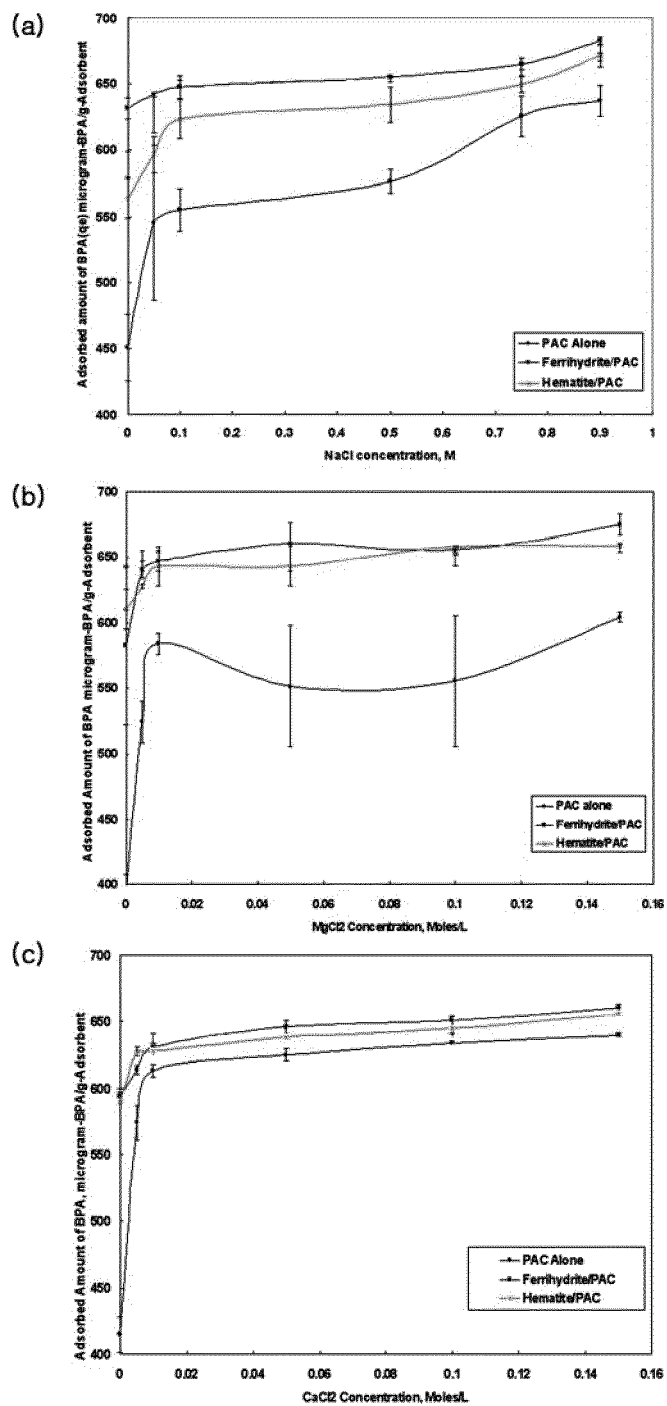 (a)
Adsorbed amount of BPA(qe) microgram-BPA/g-Adsorbent
700
650
600
550
500
450
400
PAC Alone
Ferrihydrite/PAC
Hematite/PAC
0 0.1 0.2 0.3 0.4 0.5 0.6 0.7 0.8 0.9 1
NaCl concentration, M
(b)
Adsorbed Amount of BPA microgram-BPA/g-Adsorbent
700
650
600
550
500
450
400
PAC alone
Ferrihydrite/PAC
Hematite/PAC
0 0.02 0.04 0.06 0.08 0.1 0.12 0.14 0.16
MgCl2 Concentration, Moles/L
(c)
Adsorbed Amount of BPA, microgram-BPA/g-Adsorbent
700
650
600
550
500
450
400
PAC Alone
Ferrihydrite/PAC
Hematite/PAC
0 0.02 0.04 0.06 0.08 0.1 0.12 0.14 0.16
CaCl2 Concentration, Moles/L